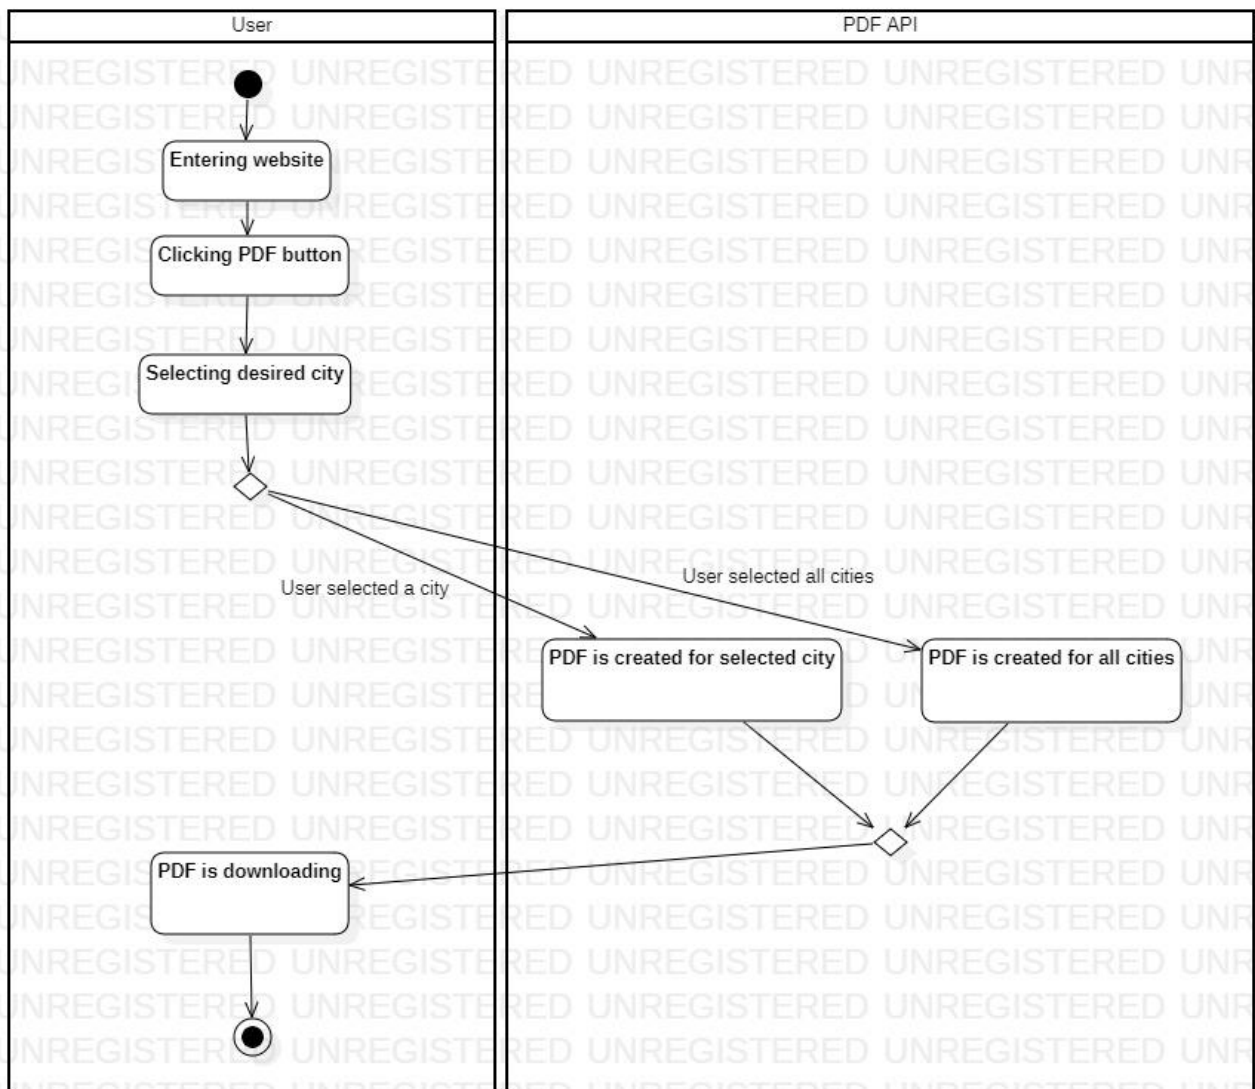 User
PDF API
Entering website
Clicking PDF button
Selecting desired city
User selected a city
User selected all cities
PDF is created for selected city
PDF is created for all cities
PDF is downloading
UNREGISTERED